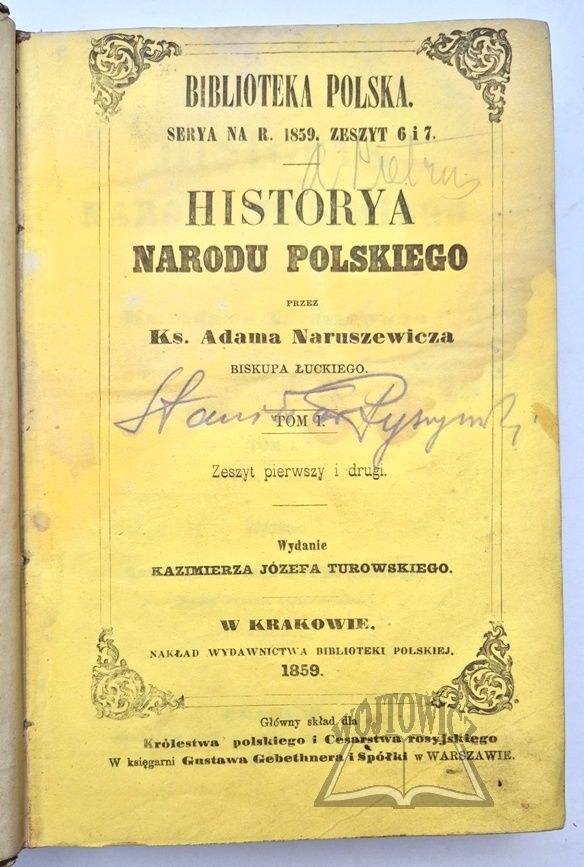 BIBLIOTEKA POLSKA.
SERYA NA R. 1859. ZESZYT 6 i 7.
HISTORYA
NARODU POLSKIEGO
PRZEZ
Ks. Adama Naruszewicza
BISKUPA ŁUCKIEGO.
TOM I.
Zeszyt pierwszy i drugi.
Wydanie
KAZIMIERZA JÓZEFA TUROWSKIEGO.
W KRAKOWIE,
NAKŁAD WYDAWNICTWA BIBLIOTEKI POLSKIEJ.
1859.
Główny skład dla
Królestwa polskiego i Cesarstwa rosyjskiego
W księgarni Gustawa Gebethnera i Spółki w WARSZAWIE.
WÓJTOWICZ